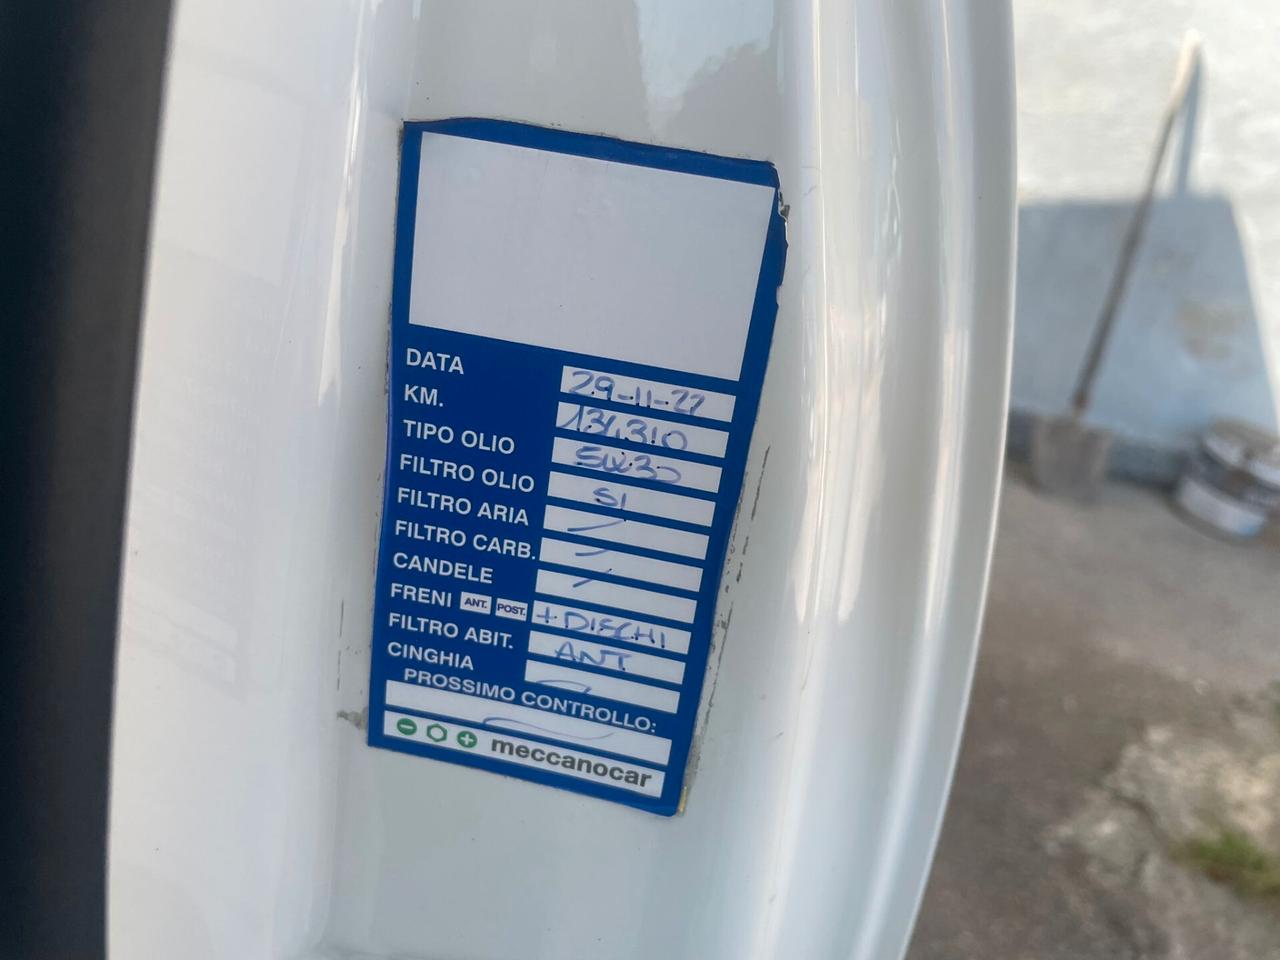 DATA 29-11-22
KM. 134310
TIPO OLIO 5W30
FILTRO OLIO SI
FILTRO ARIA
FILTRO CARB.
CANDELE
FRENI ANT. POST. + DISCHI
FILTRO ABIT. ANT
CINGHIA
PROSSIMO CONTROLLO:
meccanocar